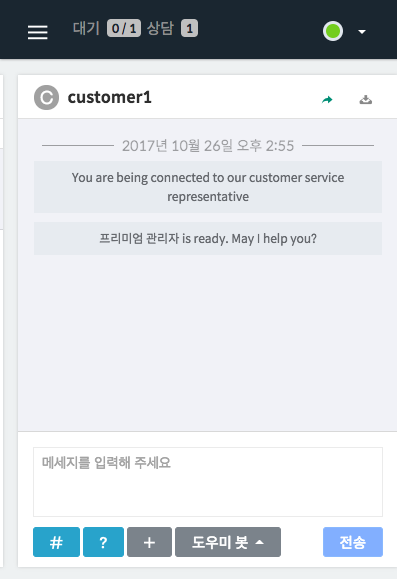 대기 0 / 1 상담 1
C customer1
2017년 10월 26일 오후 2:55
You are being connected to our customer service
representative
프리미엄 관리자 is ready. May I help you?
메세지를 입력해 주세요
# ? + 도우미 봇 전송